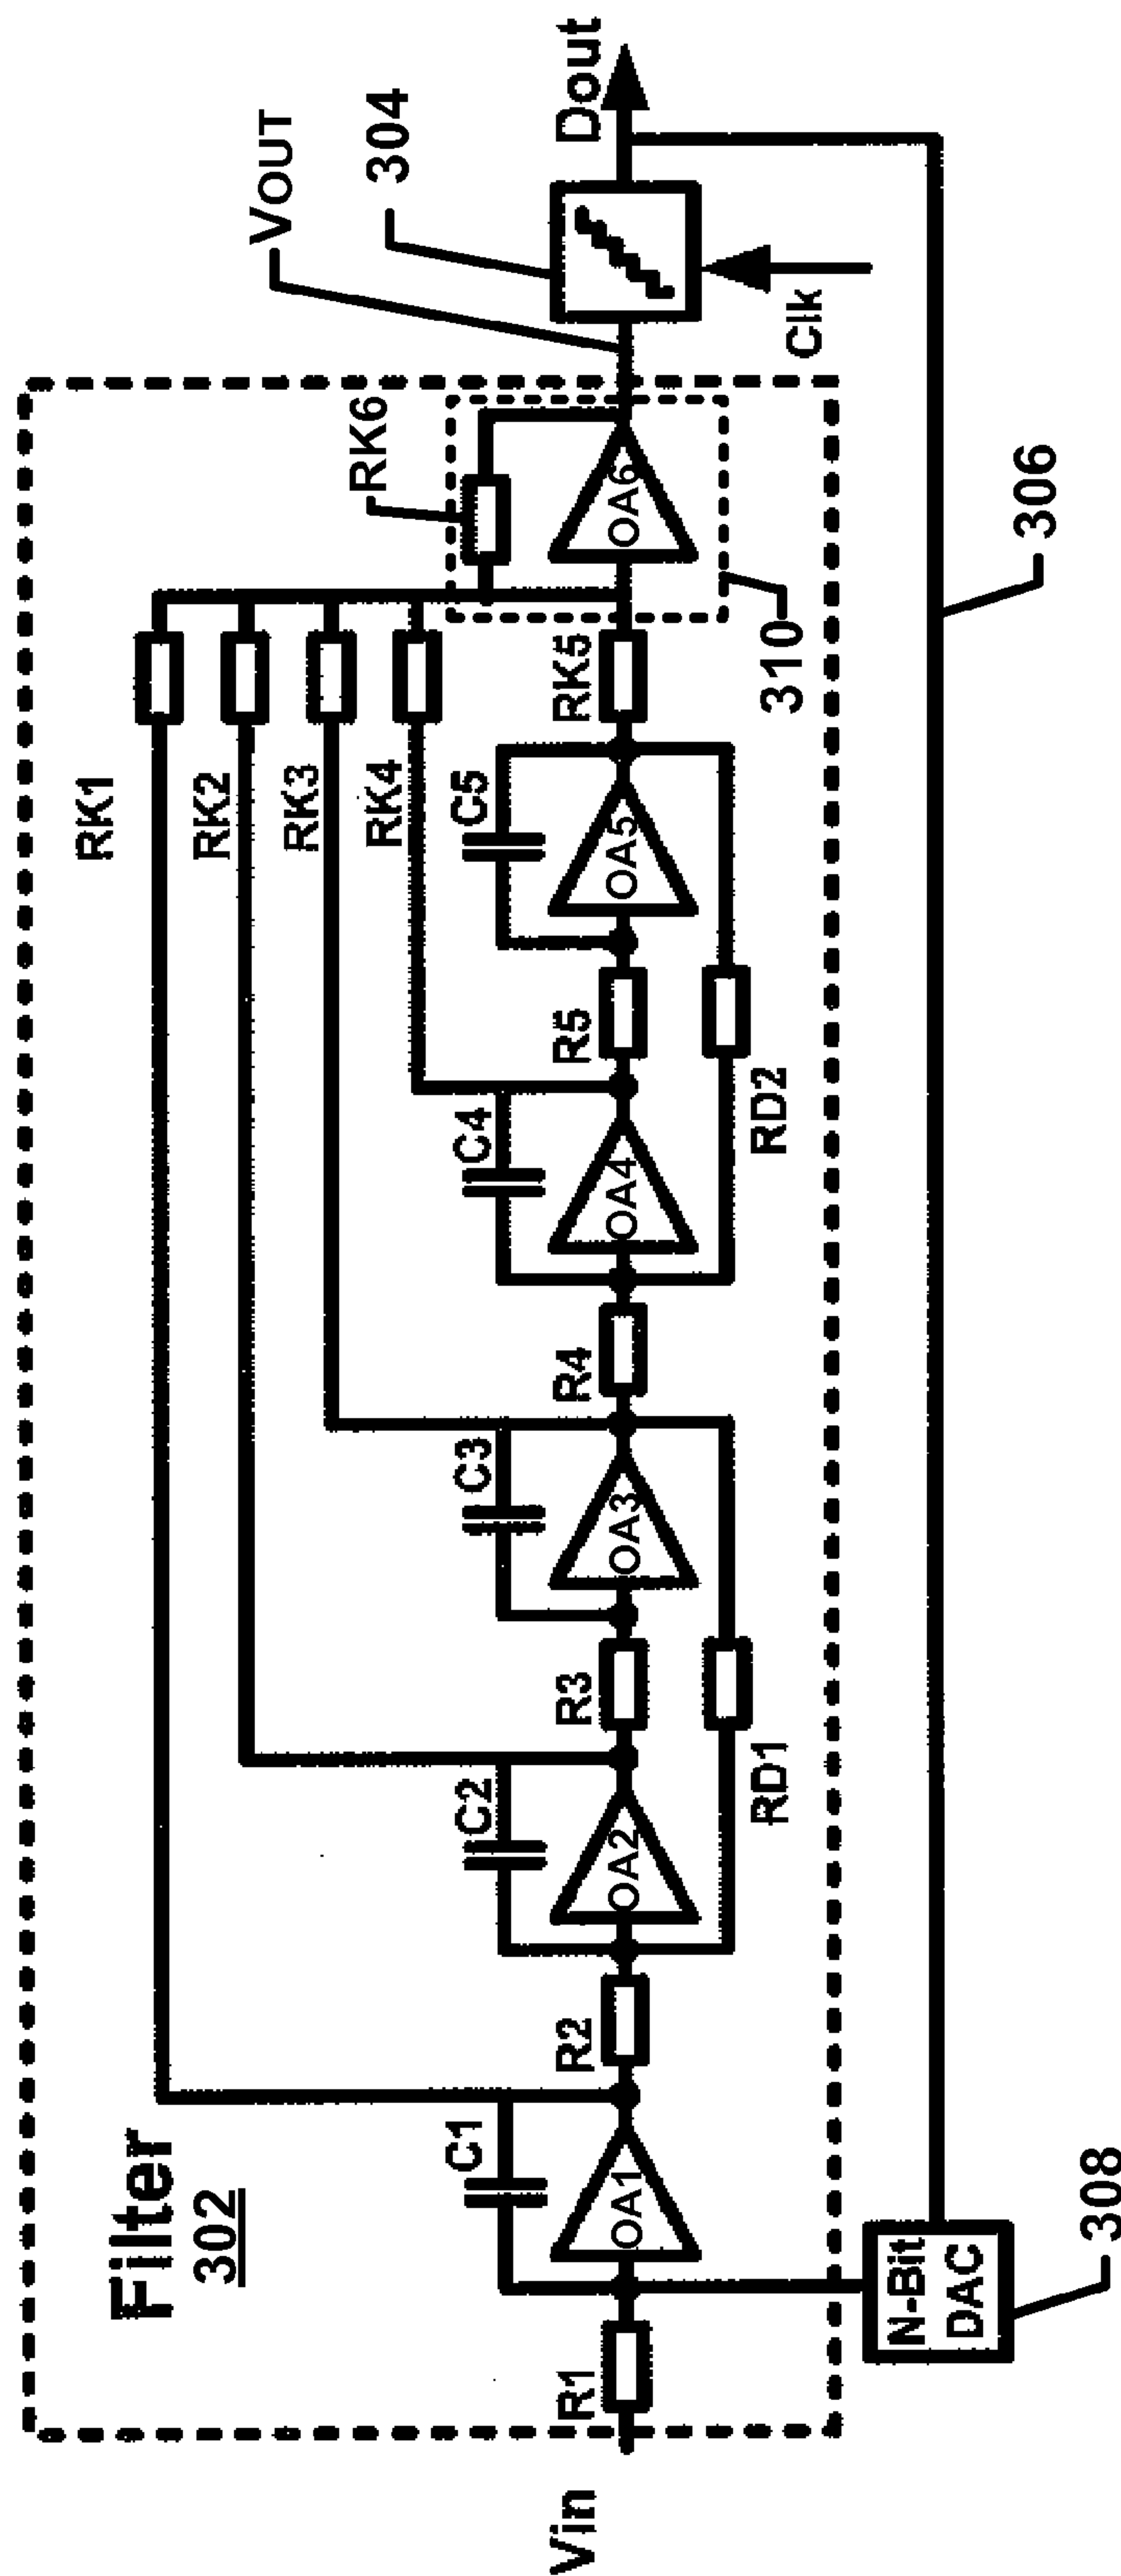 Filter
302
Vin
R1
C1
OA1
R2
C2
OA2
R3
C3
OA3
R4
C4
OA4
R5
C5
OA5
RK5
OA6
RK1
RK2
RK3
RK4
RK6
RD1
RD2
310
VOUT
304
Dout
Clk
306
N-Bit
DAC
308